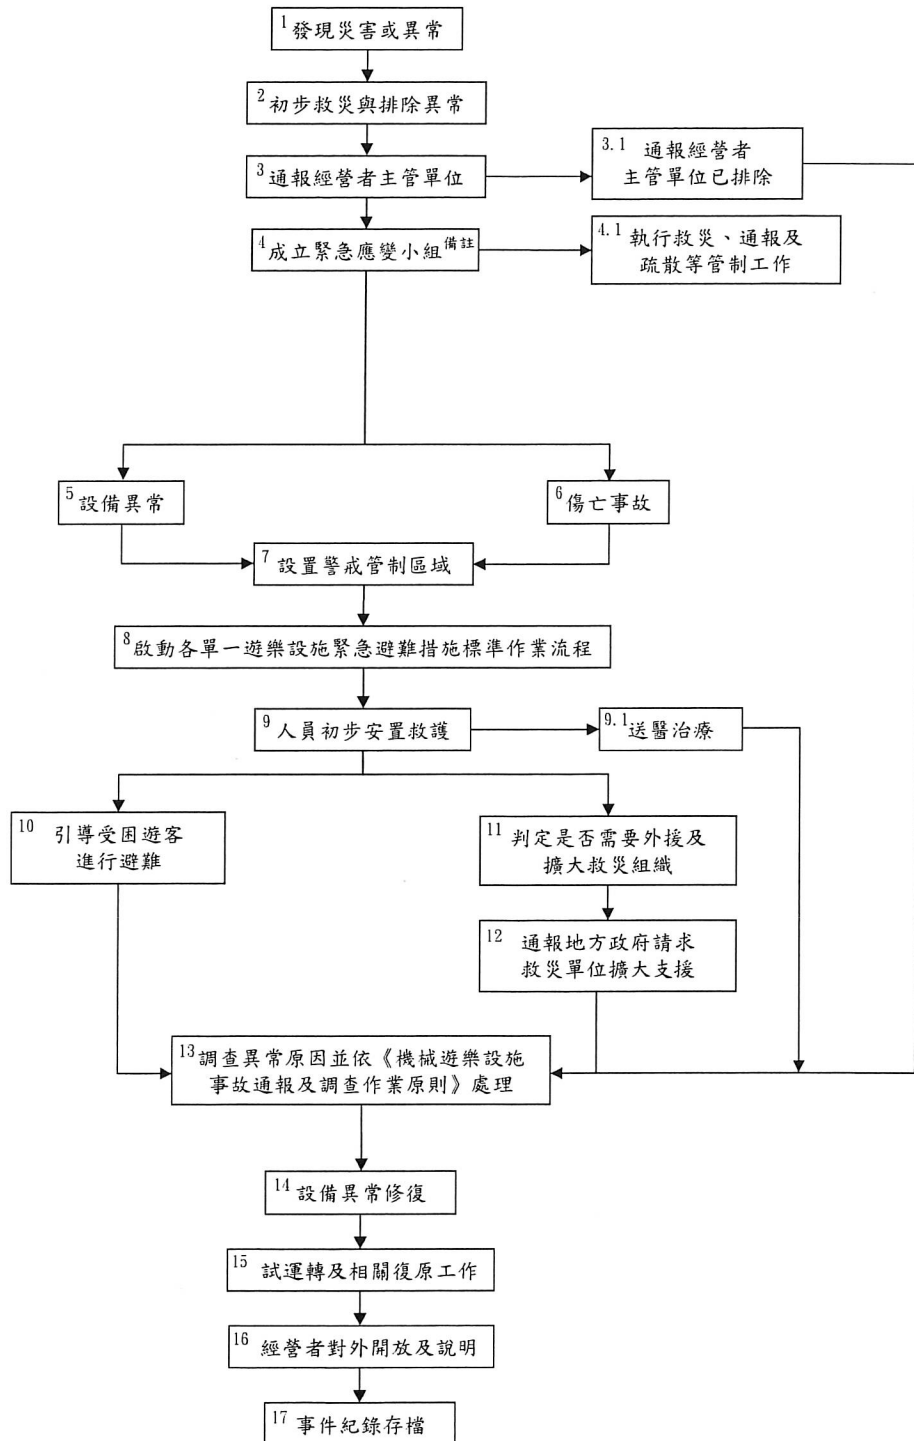 1 發現災害或異常
2 初步救災與排除異常
3 通報經營者主管單位
3.1 通報經營者
主管單位已排除
4 成立緊急應變小組備註
4.1 執行救災、通報及
疏散等管制工作
5 設備異常
6 傷亡事故
7 設置警戒管制區域
8 啟動各單一遊樂設施緊急避難措施標準作業流程
9 人員初步安置救護
9.1 送醫治療
10 引導受困遊客
進行避難
11 判定是否需要外援及
擴大救災組織
12 通報地方政府請求
救災單位擴大支援
13 調查異常原因並依《機械遊樂設施
事故通報及調查作業原則》處理
14 設備異常修復
15 試運轉及相關復原工作
16 經營者對外開放及說明
17 事件紀錄存檔